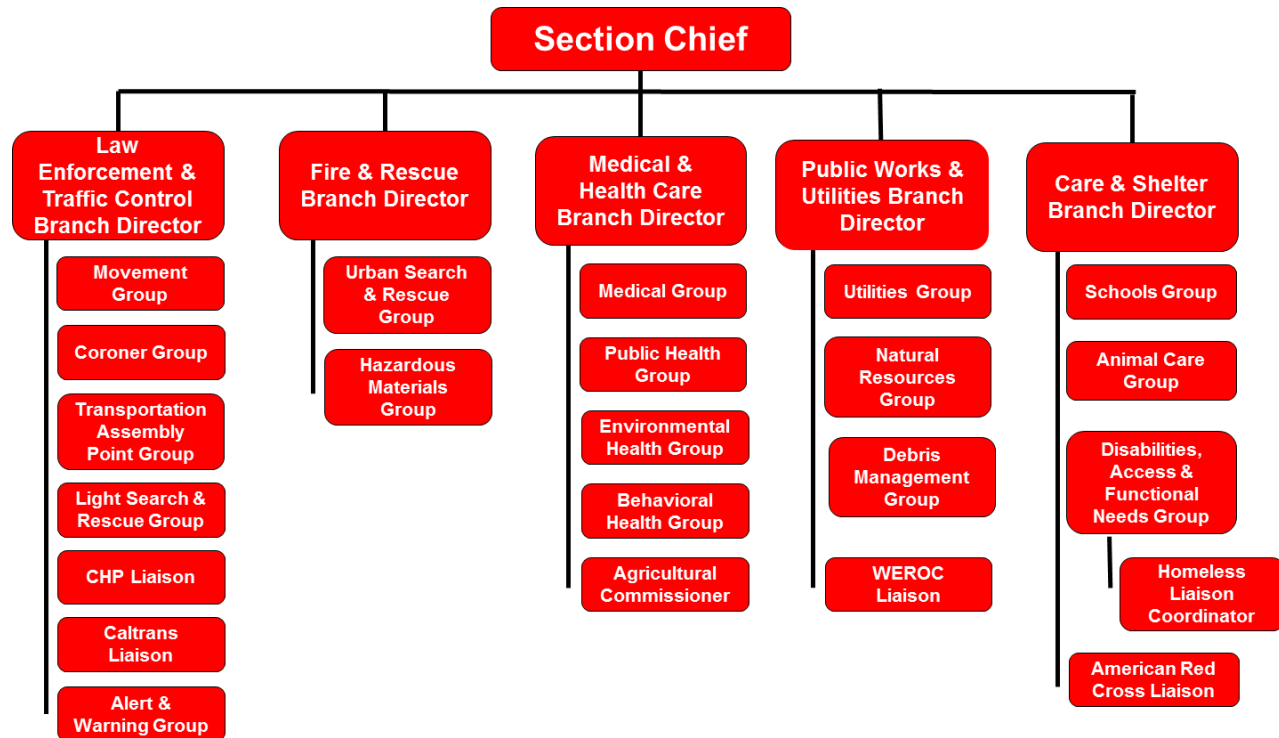 Section Chief
Law
Enforcement &
Traffic Control
Branch Director
Movement
Group
Coroner Group
Transportation
Assembly
Point Group
Light Search &
Rescue Group
CHP Liaison
Caltrans
Liaison
Alert &
Warning Group
Fire & Rescue
Branch Director
Urban Search
& Rescue
Group
Hazardous
Materials
Group
Medical &
Health Care
Branch Director
Medical Group
Public Health
Group
Environmental
Health Group
Behavioral
Health Group
Agricultural
Commissioner
Public Works &
Utilities Branch
Director
Utilities Group
Natural
Resources
Group
Debris
Management
Group
WEROC
Liaison
Care & Shelter
Branch Director
Schools Group
Animal Care
Group
Disabilities,
Access &
Functional
Needs Group
Homeless
Liaison
Coordinator
American Red
Cross Liaison